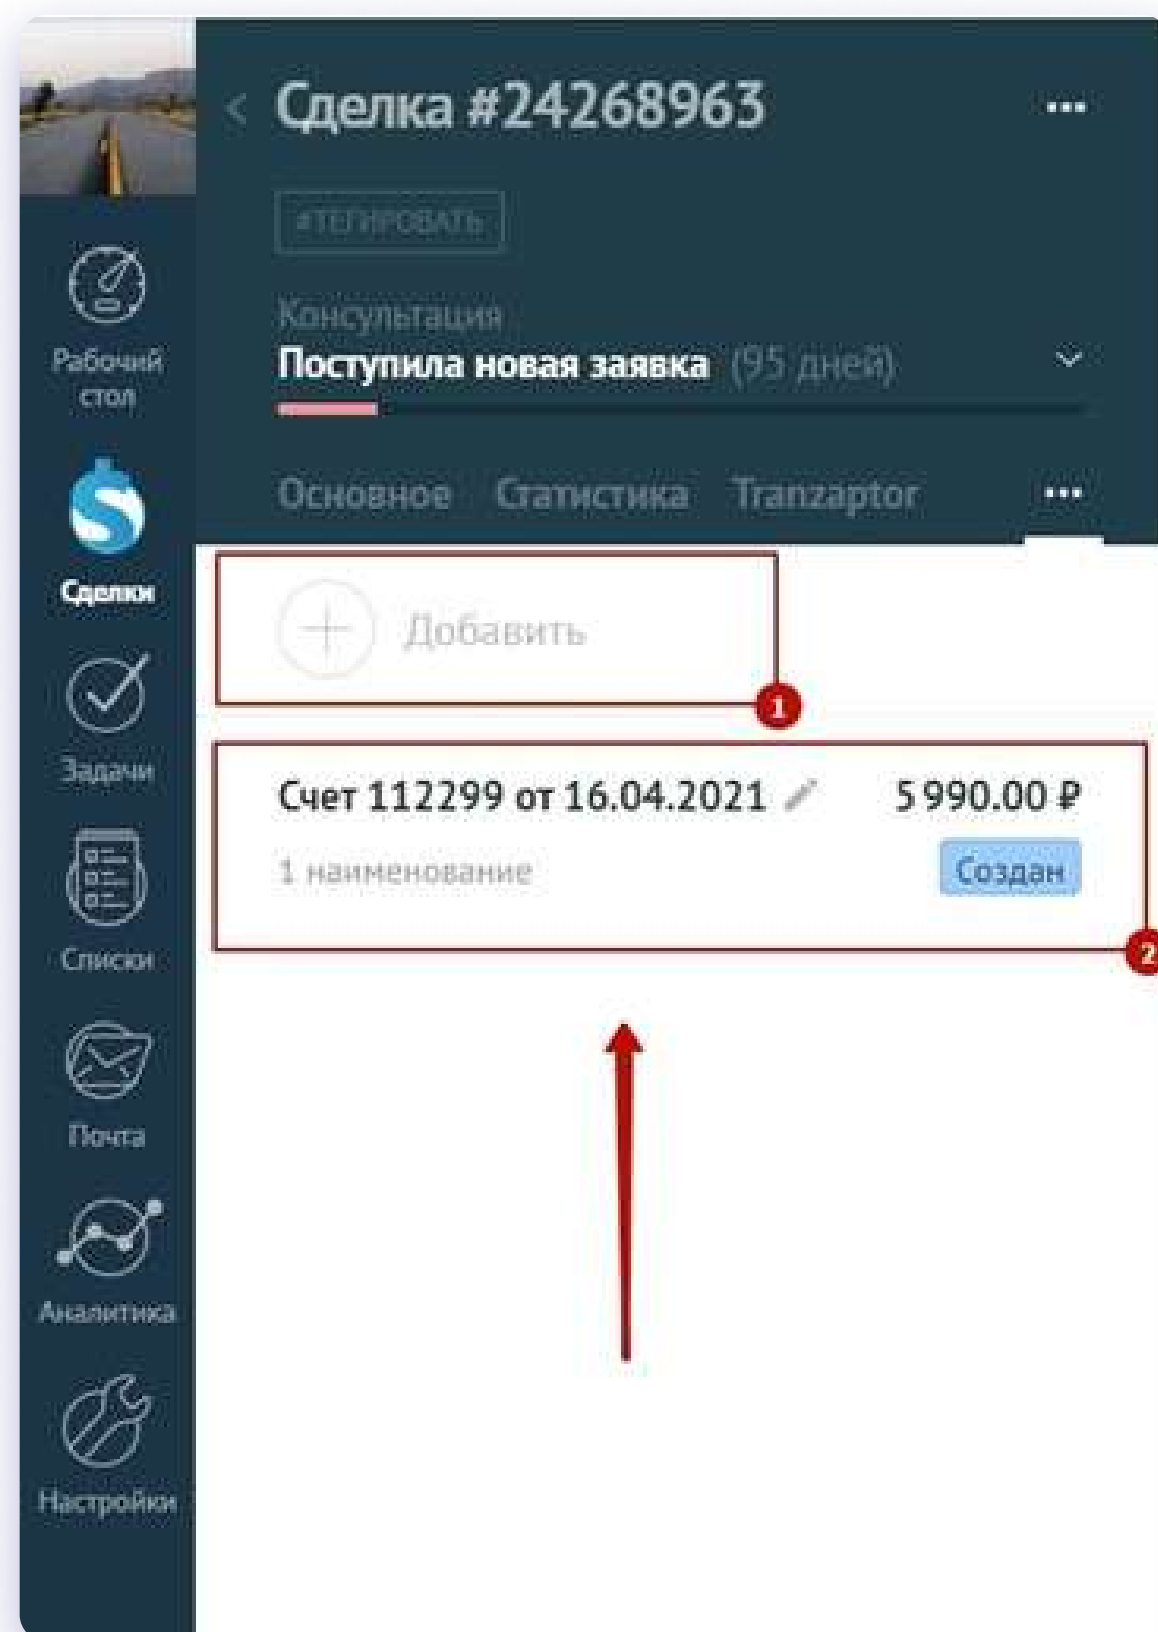 Сделка #24268963
#ТЕГИРОВАТЬ
Консультация
Поступила новая заявка (95 дней)
Основное Статистика Tranzaptor
Рабочий
стол
Сделки
Задачи
Списки
Почта
Аналитика
Настройки
Добавить
1
Счет 112299 от 16.04.2021 5 990.00 ₽
1 наименование Создан
2